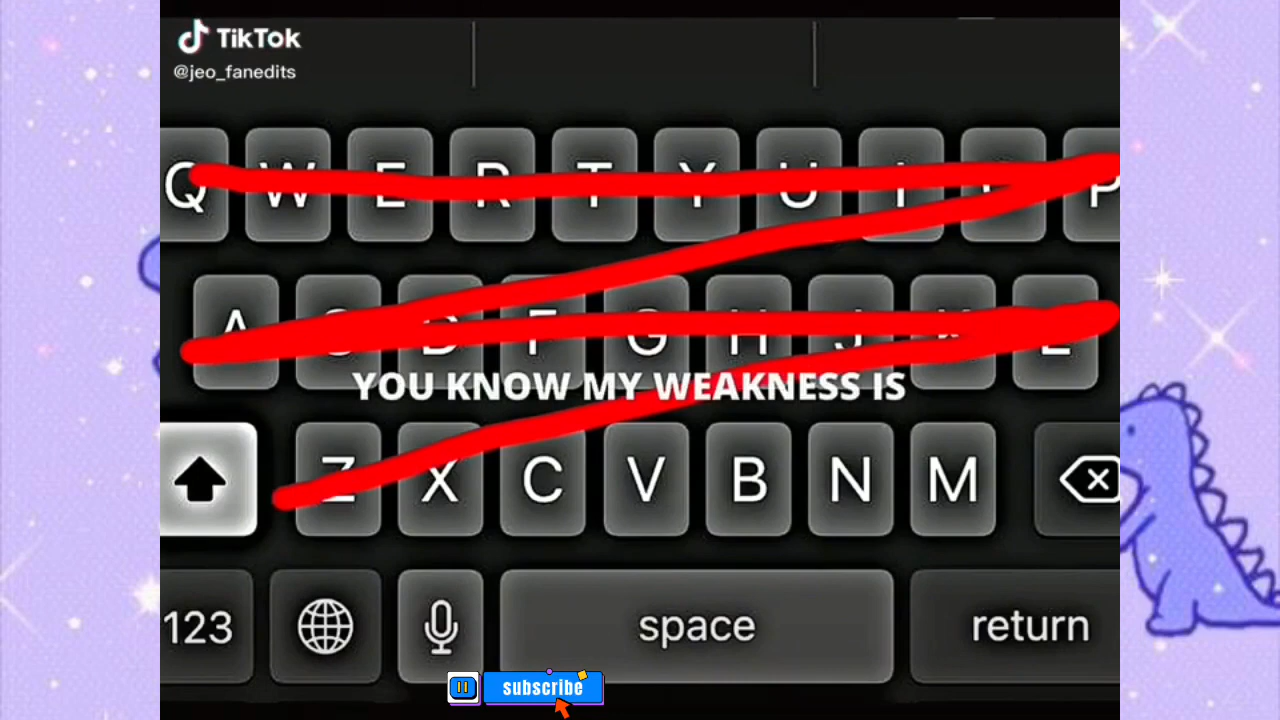 TikTok
@jeo_fanedits
Q W E R T Y U I P
A S D F G H J K L
YOU KNOW MY WEAKNESS IS
Z X C V B N M
123 space return
subscribe